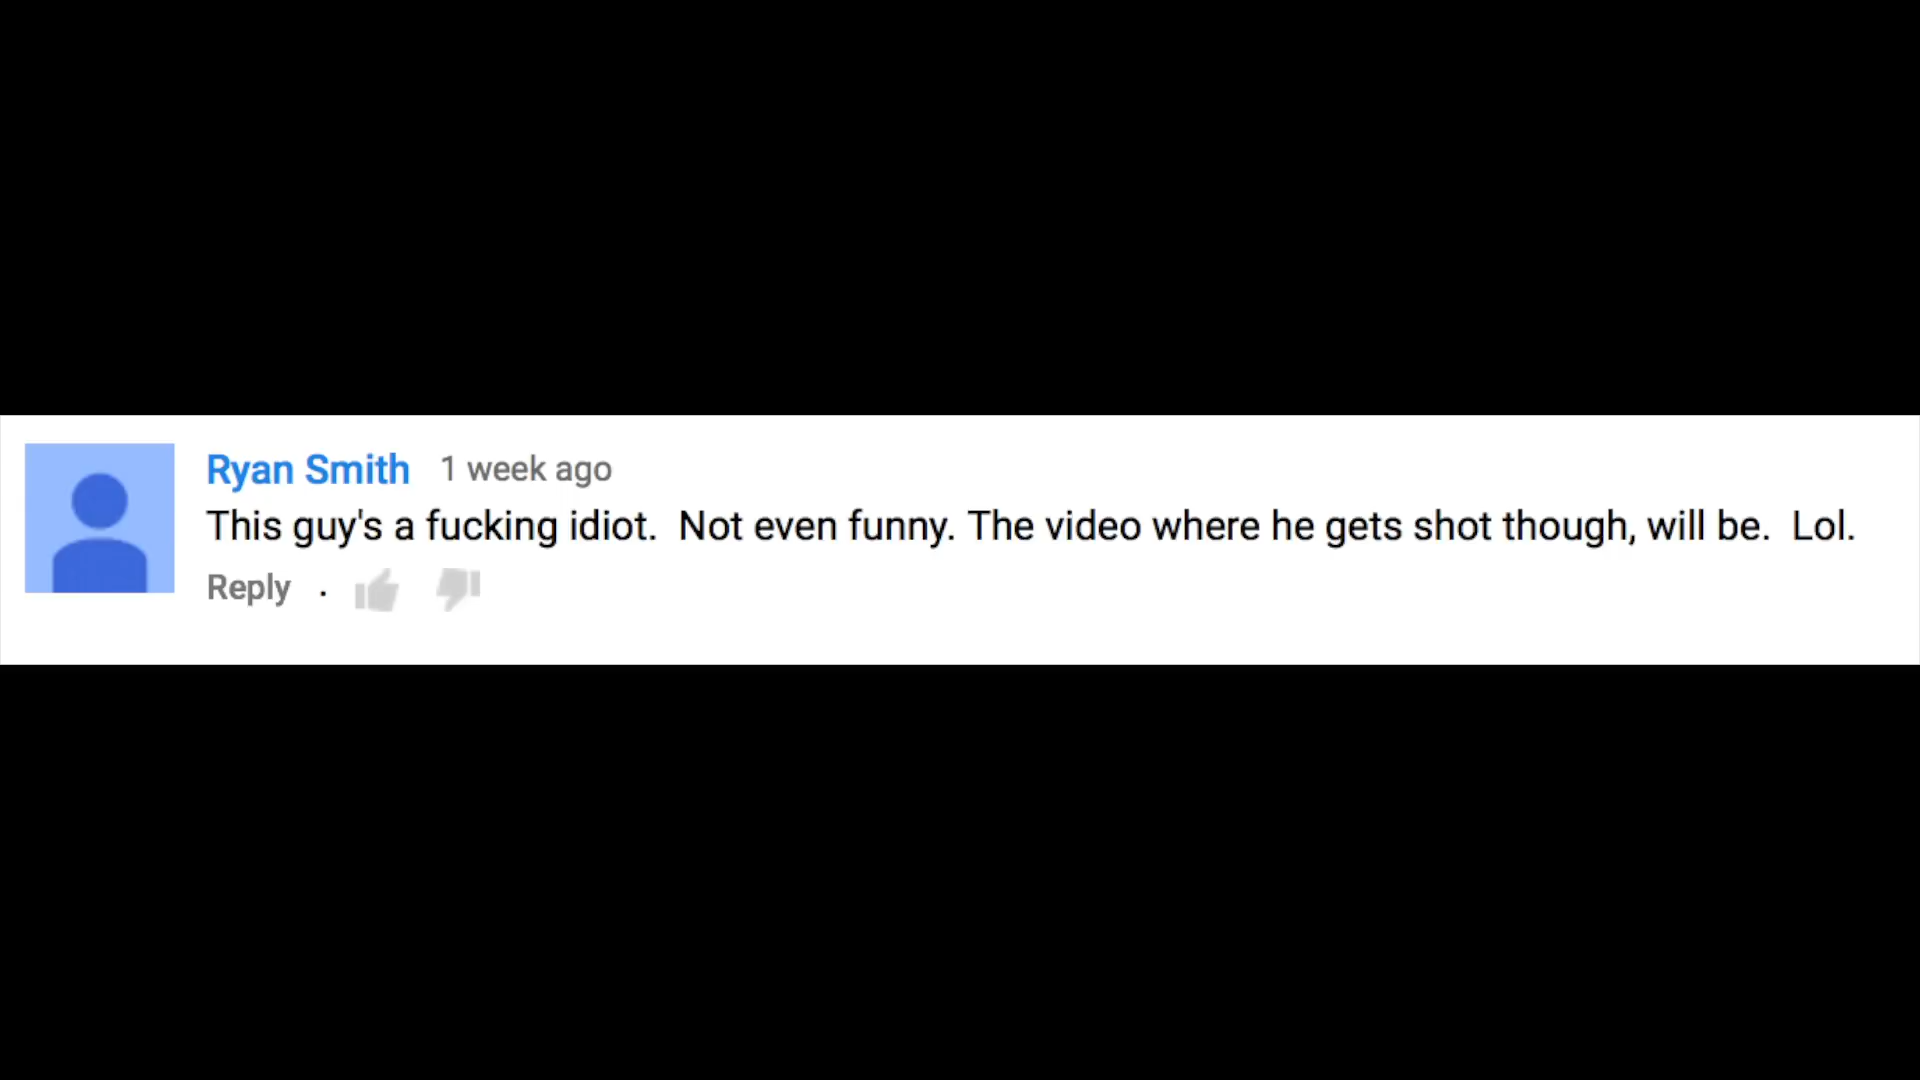 Ryan Smith 1 week ago
This guy's a fucking idiot.  Not even funny. The video where he gets shot though, will be.  Lol.
Reply .